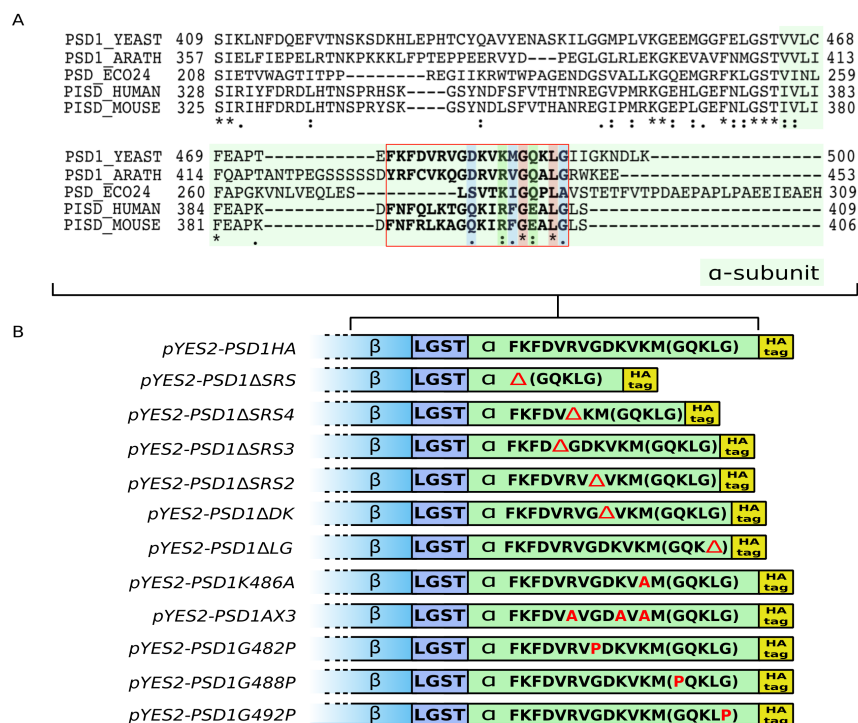 A
PSD1_YEAST 409 SIKLNFDQEFVTNSKSDKHLEPHTCYQAVYENASKILGGMPLVKGEEMGGFELGSTVVLC 468
PSD1_ARATH 357 SIELFIEPELRTNKPKKKLFPTEPPEERVYD---PEGLGLRLEKGKEVAVFNMGSTVVLI 413
PSD_ECO24 208 SIETVWAGTITPP--------REGIIKRWTWPAGENDGSVALLKGQEMGRFKLGSTVINL 259
PISD_HUMAN 328 SIRIYFDRDLHTNSPRHSK----GSYNDFSFVTHTNREGVPMRKGEHLGEFNLGSTIVLI 383
PISD_MOUSE 325 SIRIHFDRDLHTNSPRYSK----GSYNDLSFVTHANREGIPMRKGEPLGEFNLGSTIVLI 380
**. : : .: : **:: *::***::
PSD1_YEAST 469 FEAPT-----------EFKFDVRVGDKVKMGQKLGIIGKNDLK----------------- 500
PSD1_ARATH 414 FQAPTANTPEGSSSSSDYRFCVKQGDRVRVGQALGRWKEE-------------------- 453
PSD_ECO24 260 FAPGKVNLVEQLES----------LSVTKIGQPLAVSTETFVTPDAEPAPLPAEEIEAEH 309
PISD_HUMAN 384 FEAPK-----------DFNFQLKTGQKIRFGEALGLS----------------------- 409
PISD_MOUSE 381 FEAPK-----------DFNFRLKAGQKIRFGEALGLS----------------------- 406
* . . :.*: *.
α-subunit
B
pYES2-PSD1HA β LGST α FKFDVRVGDKVKM(GQKLG) HA tag
pYES2-PSD1ΔSRS β LGST α Δ(GQKLG) HA tag
pYES2-PSD1ΔSRS4 β LGST α FKFDVΔKM(GQKLG) HA tag
pYES2-PSD1ΔSRS3 β LGST α FKFDΔGDKVKM(GQKLG) HA tag
pYES2-PSD1ΔSRS2 β LGST α FKFDVRVΔVKM(GQKLG) HA tag
pYES2-PSD1ΔDK β LGST α FKFDVRVGΔVKM(GQKLG) HA tag
pYES2-PSD1ΔLG β LGST α FKFDVRVGDKVKM(GQKΔ) HA tag
pYES2-PSD1K486A β LGST α FKFDVRVGDKVAM(GQKLG) HA tag
pYES2-PSD1AX3 β LGST α FKFDVAVGDAVAM(GQKLG) HA tag
pYES2-PSD1G482P β LGST α FKFDVRVPDKVKM(GQKLG) HA tag
pYES2-PSD1G488P β LGST α FKFDVRVGDKVKM(PQKLG) HA tag
pYES2-PSD1G492P β LGST α FKFDVRVGDKVKM(GQKLP) HA tag